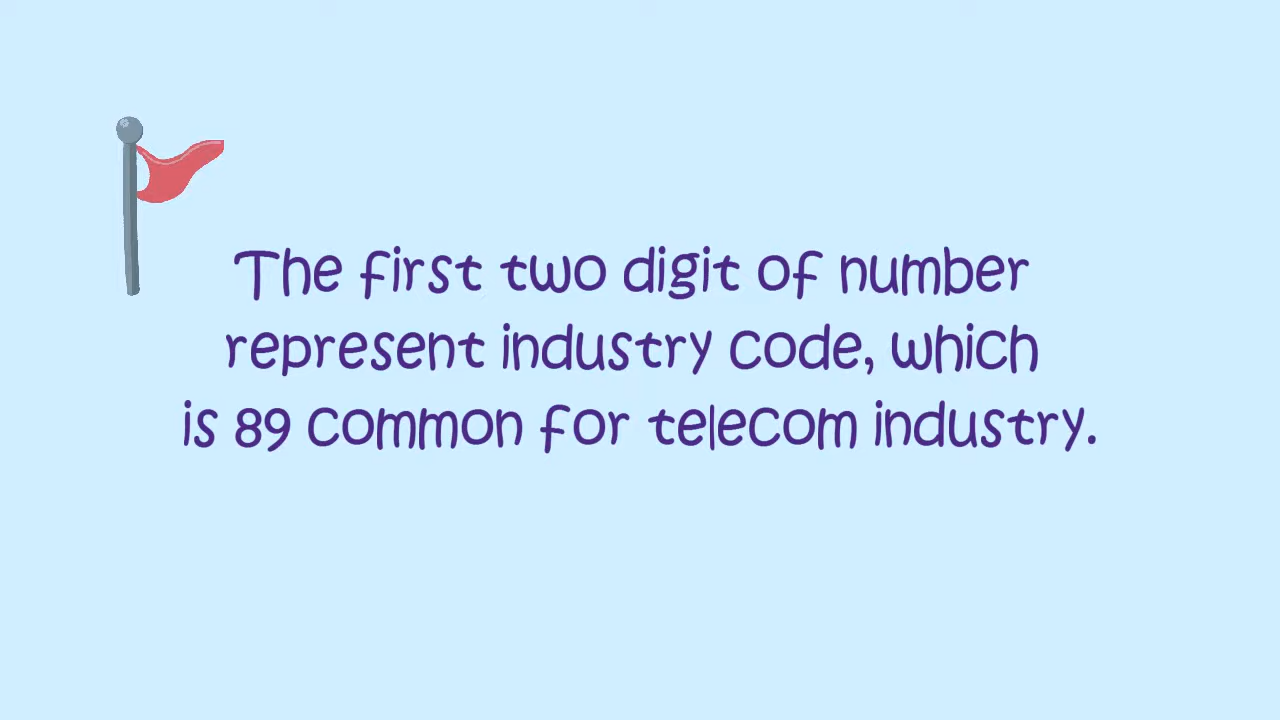 The first two digit of number
represent industry code, which
is 89 common for telecom industry.